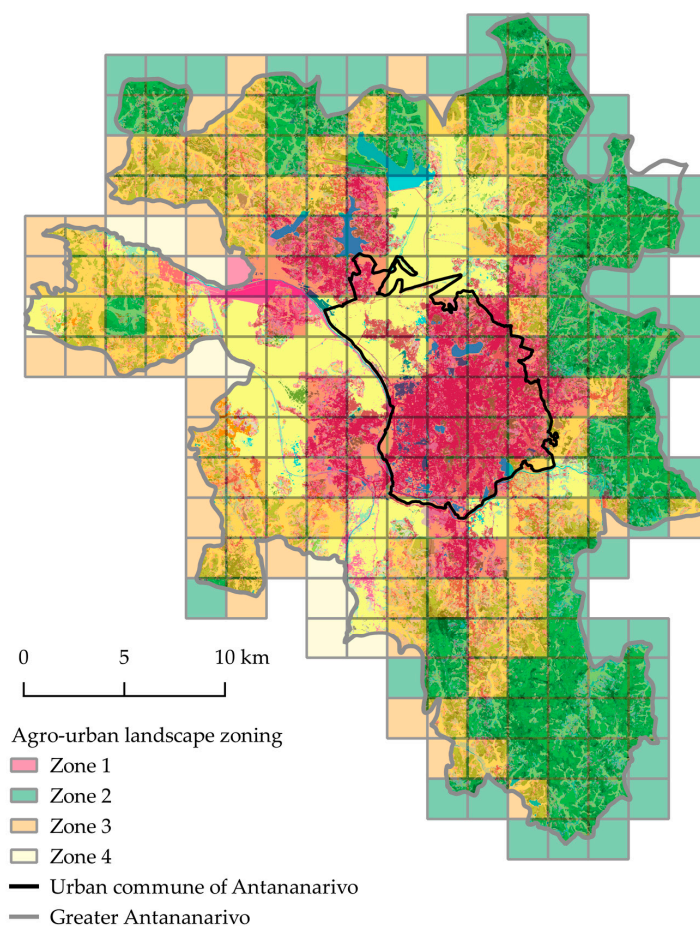 0 5 10 km
Agro-urban landscape zoning
Zone 1
Zone 2
Zone 3
Zone 4
Urban commune of Antananarivo
Greater Antananarivo